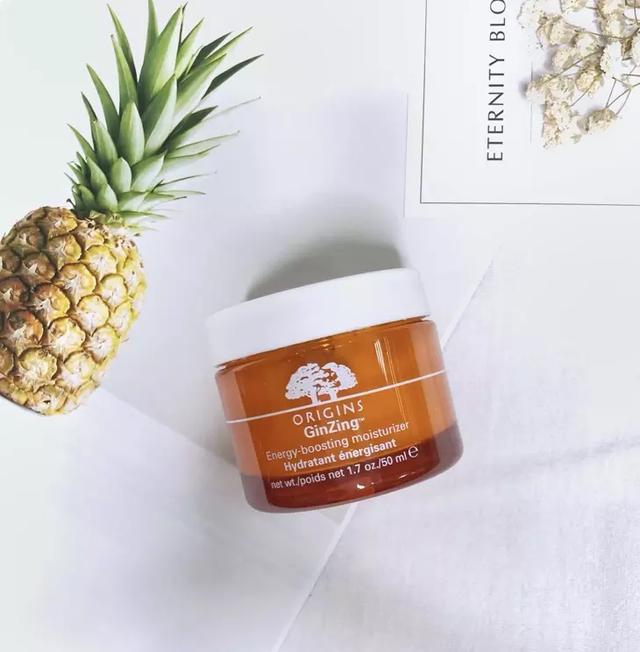 ETERNITY BLO
ORIGINS
GinZing™
Energy-boosting moisturizer
Hydratant énergisant
net wt./poids net 1.7 oz./50 ml ℮